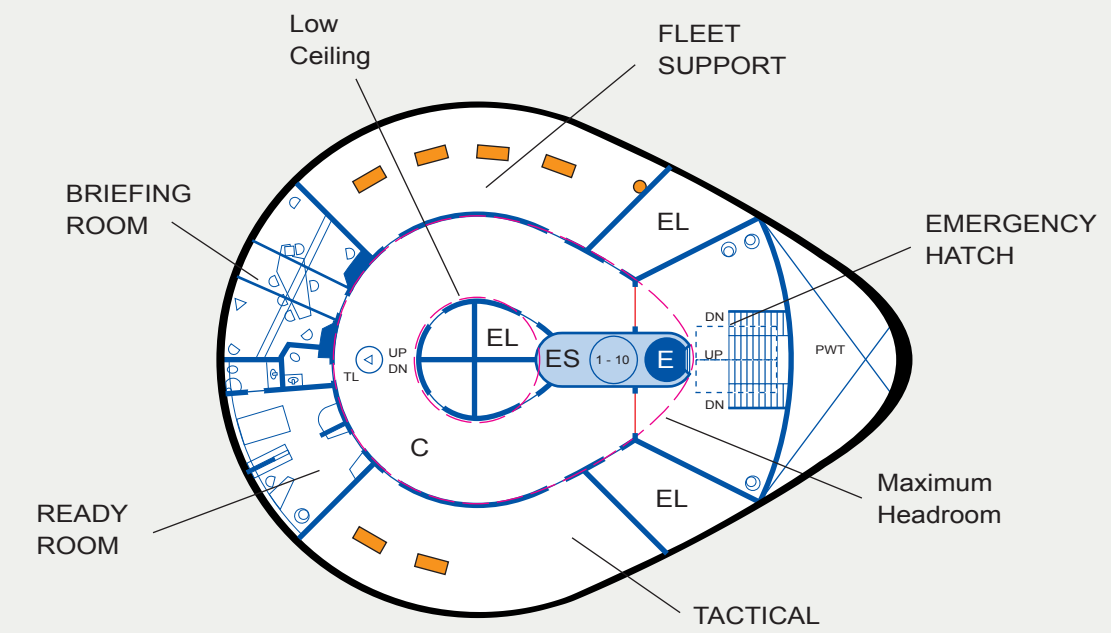 Low
Ceiling
FLEET
SUPPORT
BRIEFING
ROOM
EL
EMERGENCY
HATCH
DN
EL
ES
1 - 10
E
UP
PWT
UP
DN
TL
DN
C
EL
Maximum
Headroom
READY
ROOM
TACTICAL